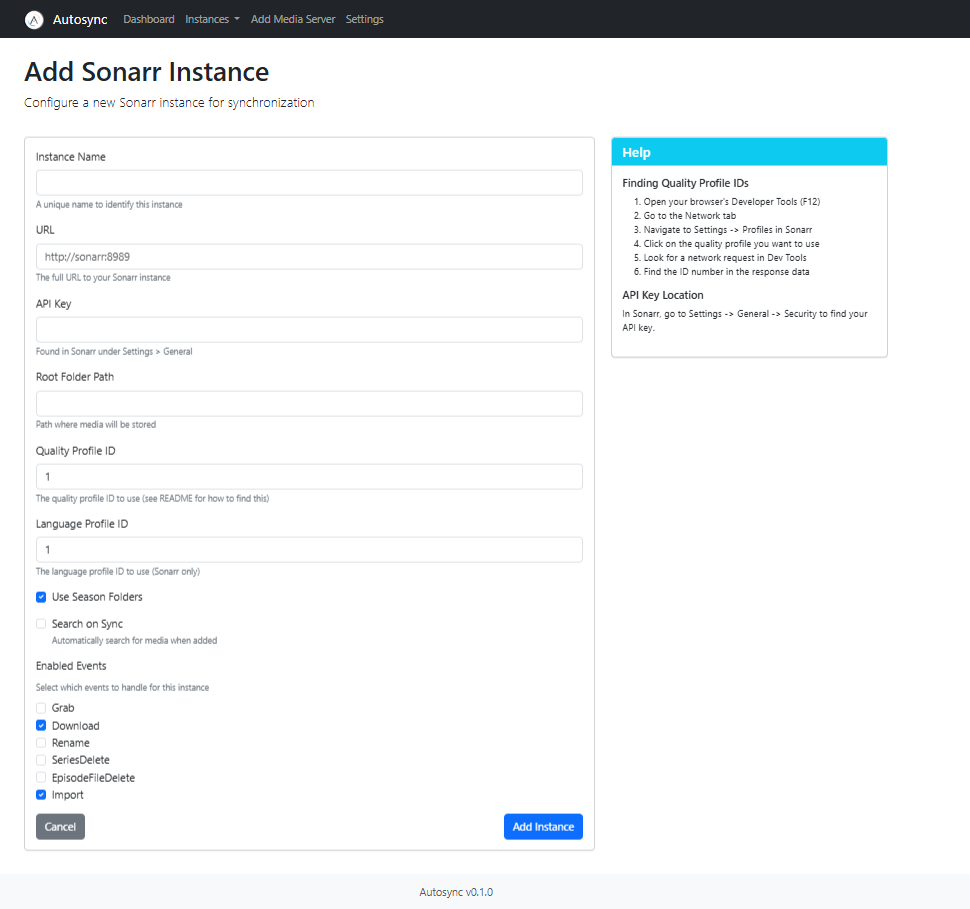 Autosync Dashboard Instances Add Media Server Settings
Add Sonarr Instance
Configure a new Sonarr instance for synchronization
Instance Name
A unique name to identify this instance
URL
http://sonarr:8989
The full URL to your Sonarr instance
API Key
Found in Sonarr under Settings > General
Root Folder Path
Path where media will be stored
Quality Profile ID
1
The quality profile ID to use (see README for how to find this)
Language Profile ID
1
The language profile ID to use (Sonarr only)
Use Season Folders
Search on Sync
Automatically search for media when added
Enabled Events
Select which events to handle for this instance
Grab
Download
Rename
SeriesDelete
EpisodeFileDelete
Import
Cancel Add Instance
Help
Finding Quality Profile IDs
1. Open your browser's Developer Tools (F12)
2. Go to the Network tab
3. Navigate to Settings -> Profiles in Sonarr
4. Click on the quality profile you want to use
5. Look for a network request in Dev Tools
6. Find the ID number in the response data
API Key Location
In Sonarr, go to Settings -> General -> Security to find your
API key.
Autosync v0.1.0